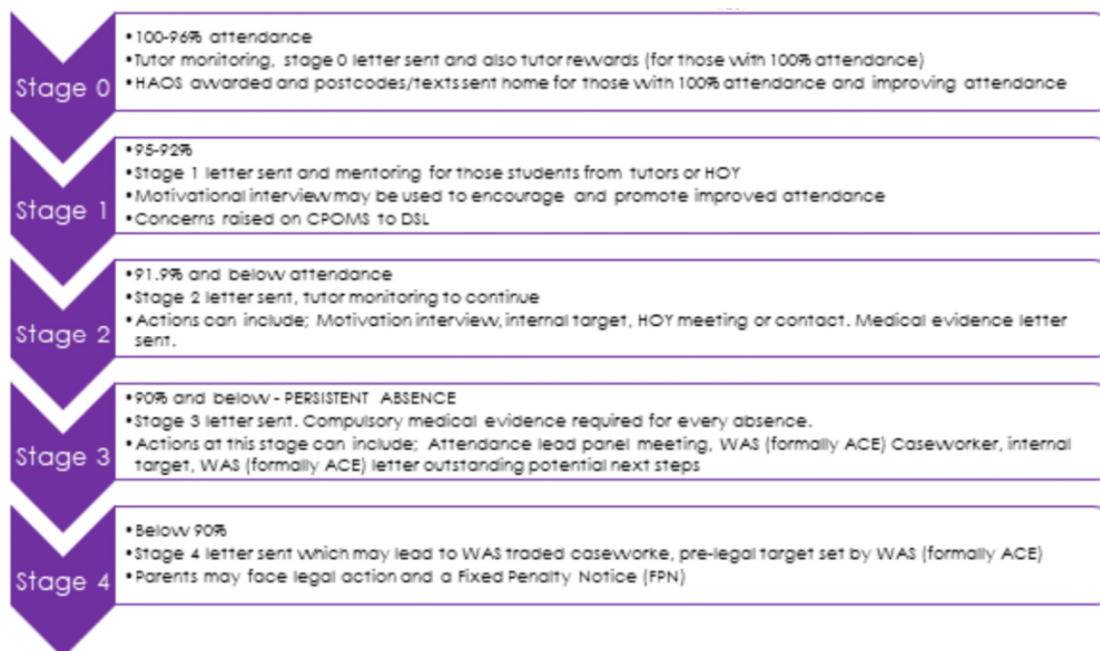 Stage 0
•100-96% attendance
•Tutor monitoring, stage 0 letter sent and also tutor rewards (for those with 100% attendance)
•HAOS awarded and postcodes/texts sent home for those with 100% attendance and improving attendance
Stage 1
•95-92%
•Stage 1 letter sent and mentoring for those students from tutors or HOY
•Motivational interview may be used to encourage and promote improved attendance
•Concerns raised on CPOMS to DSL
Stage 2
•91.9% and below attendance
•Stage 2 letter sent, tutor monitoring to continue
•Actions can include; Motivation interview, internal target, HOY meeting or contact. Medical evidence letter
sent.
Stage 3
•90% and below - PERSISTENT ABSENCE
•Stage 3 letter sent. Compulsory medical evidence required for every absence.
•Actions at this stage can include; Attendance lead panel meeting, WAS (formally ACE) Caseworker, internal
target, WAS (formally ACE) letter outstanding potential next steps
Stage 4
•Below 90%
•Stage 4 letter sent which may lead to WAS traded caseworke, pre-legal target set by WAS (formally ACE)
•Parents may face legal action and a Fixed Penalty Notice (FPN)